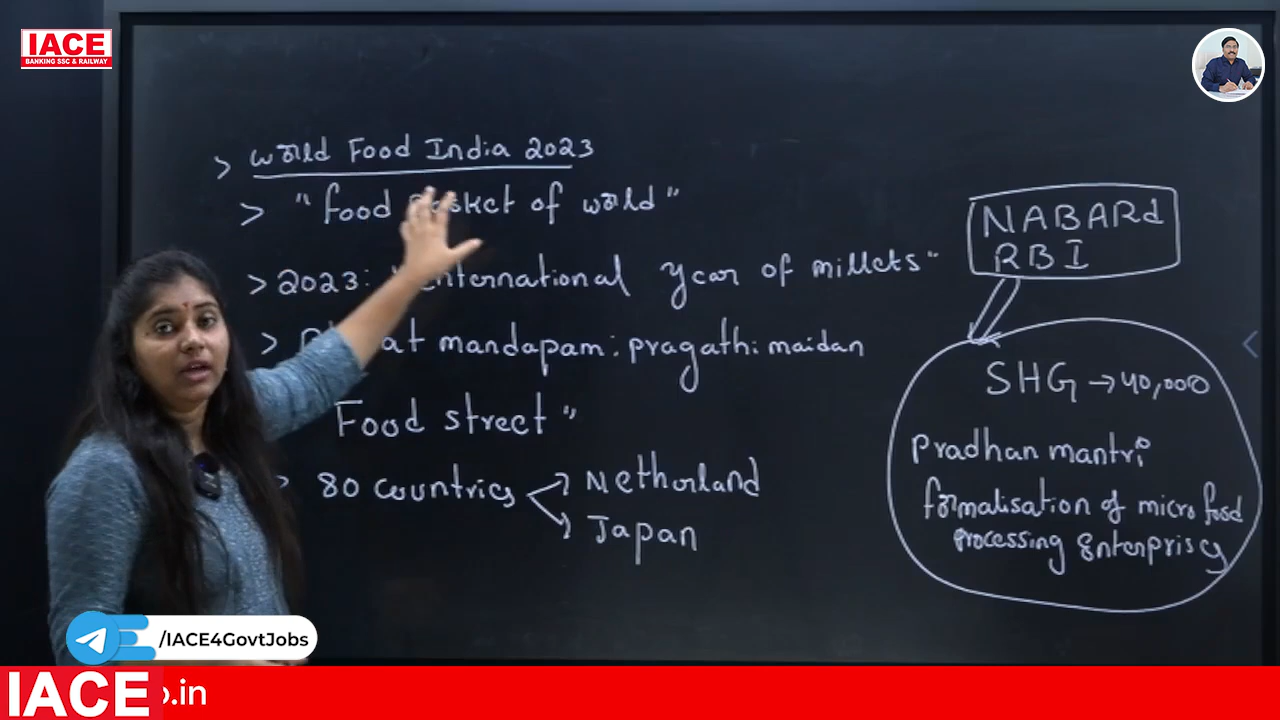 IACE
BANKING SSC & RAILWAY
> World Food India 2023
> "food basket of world"
> 2023: "International year of millets"
> mandapam: pragathi maidan
Food street"
> 80 countries → Netherland
→ Japan
NABARd
RBI
SHG → 40,000
Pradhan mantri
formalisation of micro food
processing Enterprises
/IACE4GovtJobs
IACE
.in